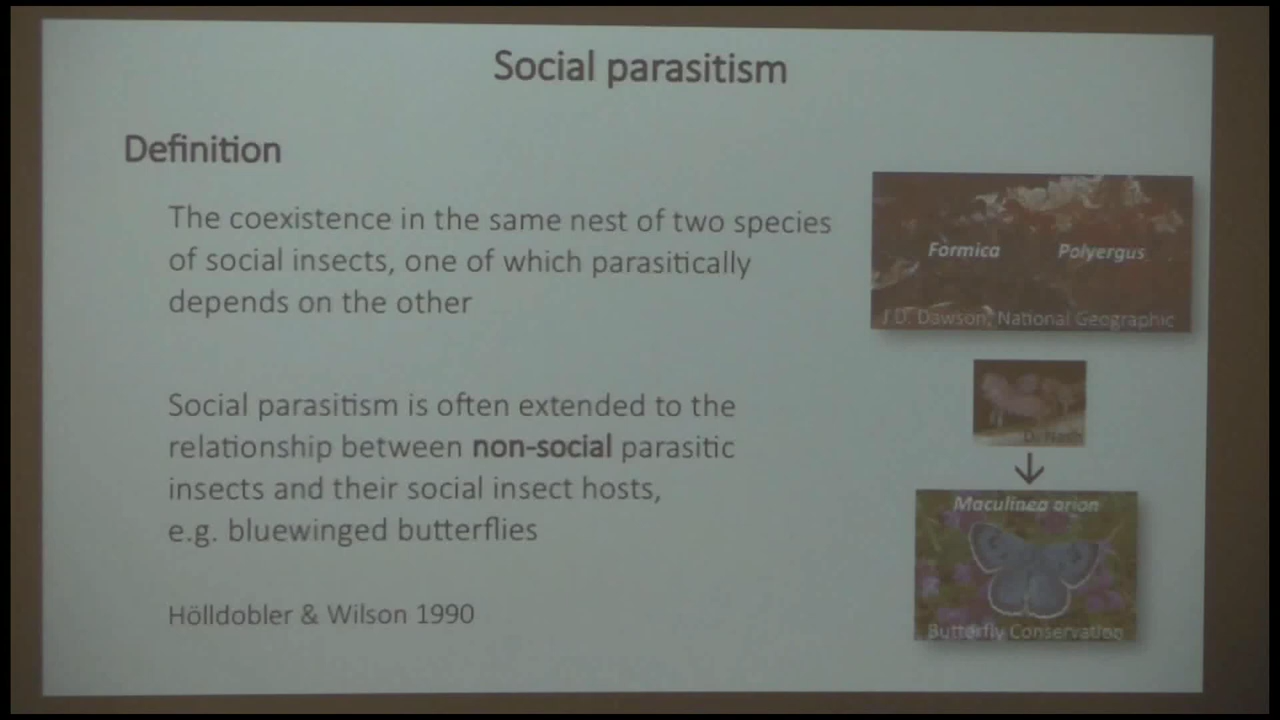 Social parasitism
Definition
The coexistence in the same nest of two species
of social insects, one of which parasitically
depends on the other
Formica Polyergus
J.D. Dawson, National Geographic
Social parasitism is often extended to the
relationship between non-social parasitic
insects and their social insect hosts,
e.g. bluewinged butterflies
D. Nash
Maculinea arion
Butterfly Conservation
Hölldobler & Wilson 1990